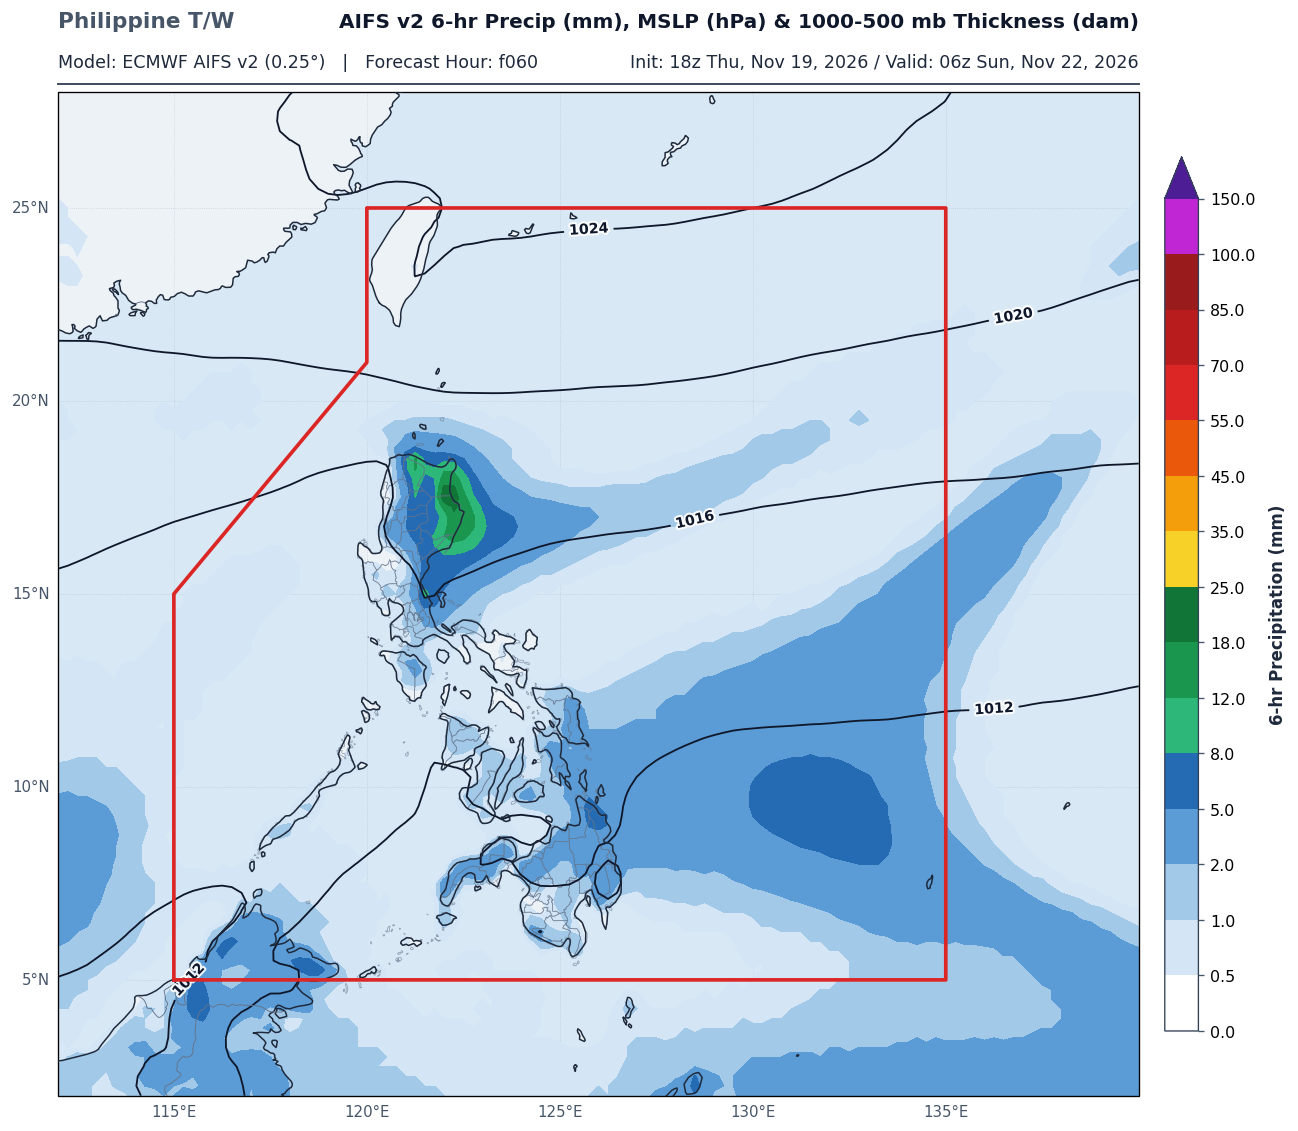 Philippine T/W
AIFS v2 6-hr Precip (mm), MSLP (hPa) & 1000-500 mb Thickness (dam)
Model: ECMWF AIFS v2 (0.25°) | Forecast Hour: f060
Init: 18z Thu, Nov 19, 2026 / Valid: 06z Sun, Nov 22, 2026
25°N
20°N
15°N
10°N
5°N
115°E
120°E
125°E
130°E
135°E
1024
1020
1016
1012
1012
150.0
100.0
85.0
70.0
55.0
45.0
35.0
25.0
18.0
12.0
8.0
5.0
2.0
1.0
0.5
0.0
6-hr Precipitation (mm)